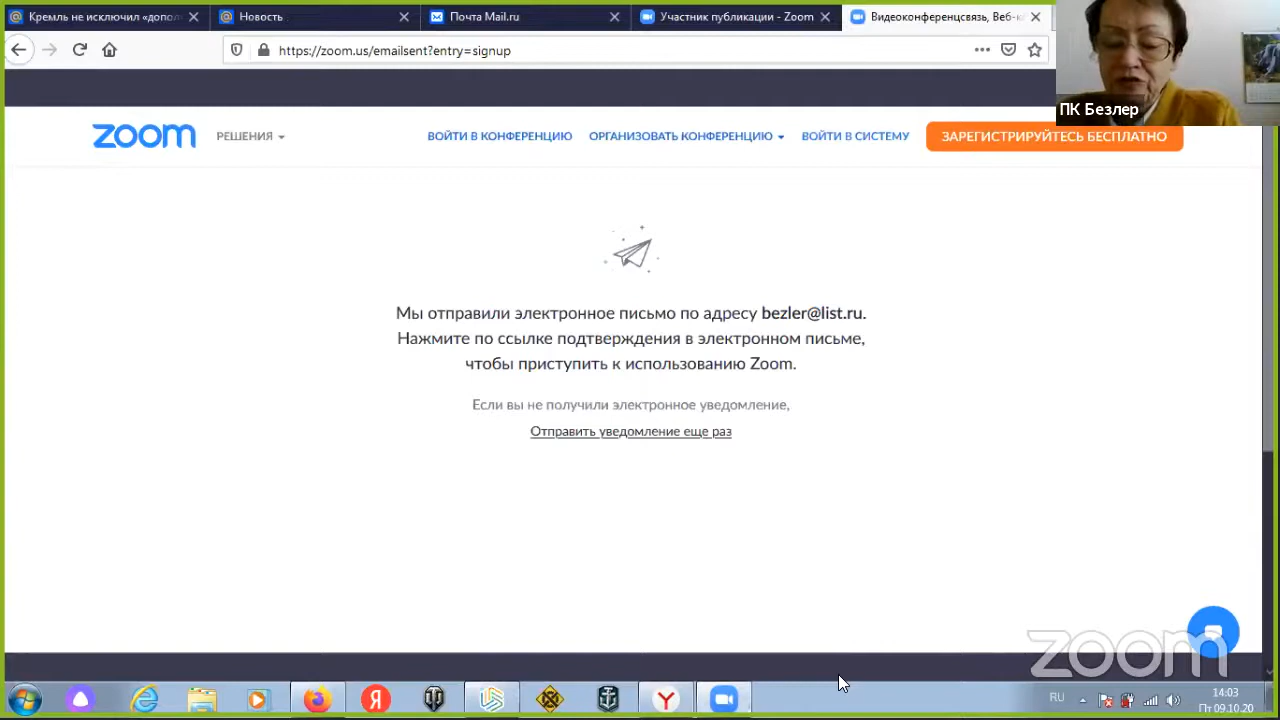 Кремль не исключил «допол
Новость
Почта Mail.ru
Участник публикации - Zoom
Видеоконференцсвязь, Веб-к
https://zoom.us/emailsent?entry=signup
ПК Безлер
zoom
РЕШЕНИЯ
ВОЙТИ В КОНФЕРЕНЦИЮ
ОРГАНИЗОВАТЬ КОНФЕРЕНЦИЮ
ВОЙТИ В СИСТЕМУ
ЗАРЕГИСТРИРУЙТЕСЬ БЕСПЛАТНО
Мы отправили электронное письмо по адресу bezler@list.ru.
Нажмите по ссылке подтверждения в электронном письме,
чтобы приступить к использованию Zoom.
Если вы не получили электронное уведомление,
Отправить уведомление еще раз
zoom
RU
14:03
Пт 09.10.20